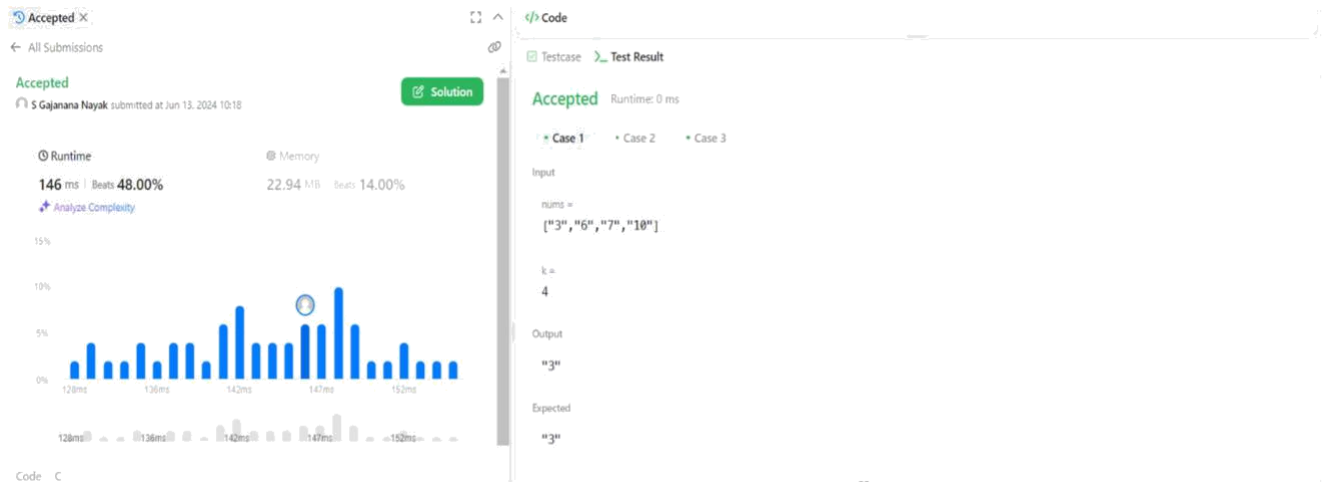 Accepted
All Submissions
Accepted
S Gajanana Nayak submitted at Jun 13, 2024 10:18
Solution
Runtime
146 ms | Beats 48.00%
Analyze Complexity
Memory
22.94 MB Beats 14.00%
15%
10%
5%
0%
128ms 136ms 142ms 147ms 152ms
128ms 136ms 142ms 147ms 152ms
Code C
</> Code
Testcase >_ Test Result
Accepted Runtime: 0 ms
• Case 1 • Case 2 • Case 3
Input
nums =
["3","6","7","10"]
k =
4
Output
"3"
Expected
"3"